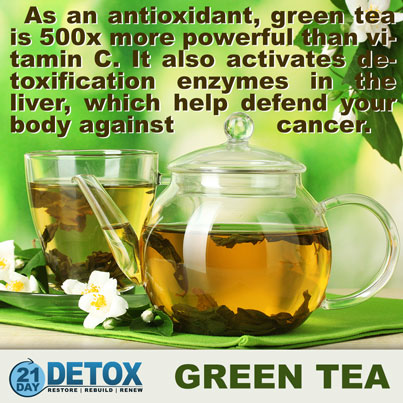 As an antioxidant, green tea
is 500x more powerful than vi-
tamin C. It also activates de-
toxification enzymes in the
liver, which help defend your
body against cancer.
21 DAY DETOX
RESTORE | REBUILD | RENEW
GREEN TEA